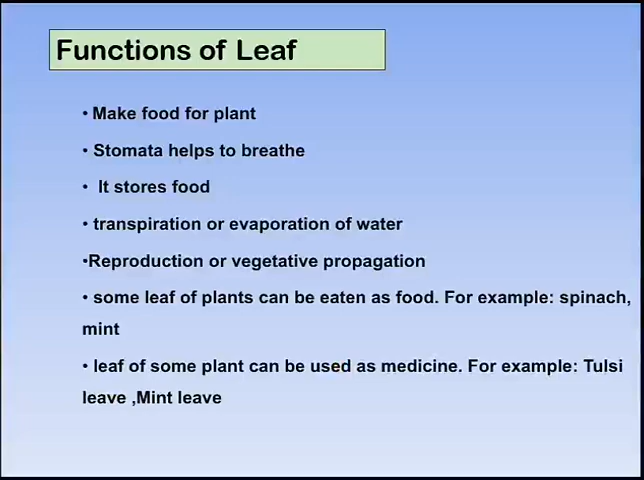 Functions of Leaf
• Make food for plant
• Stomata helps to breathe
• It stores food
• transpiration or evaporation of water
•Reproduction or vegetative propagation
• some leaf of plants can be eaten as food. For example: spinach,
mint
• leaf of some plant can be used as medicine. For example: Tulsi
leave ,Mint leave